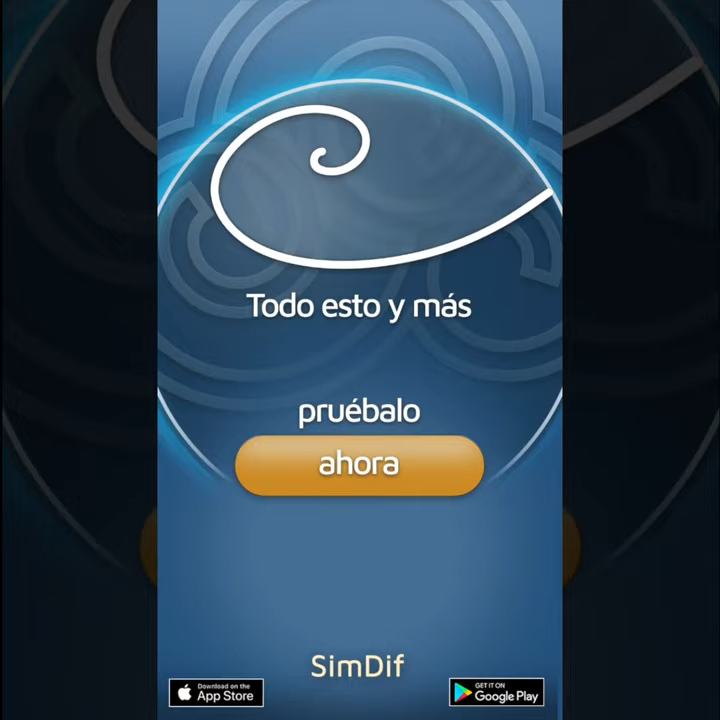 Todo esto y más
pruébalo
ahora
SimDif
Download on the
App Store
GET IT ON
Google Play